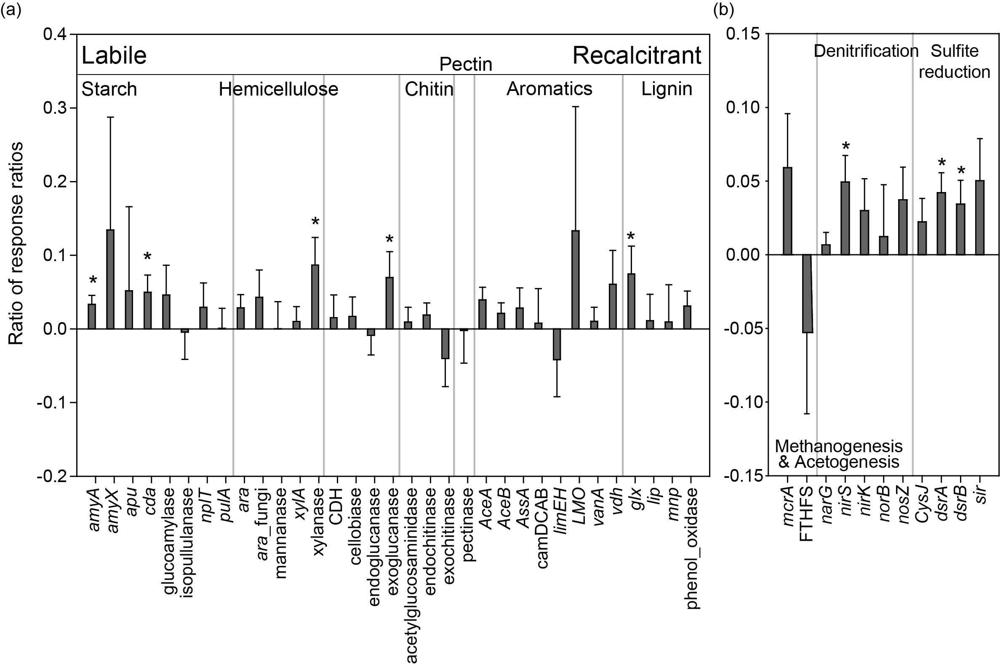 (a)
(b)
Ratio of response ratios
0.4
0.3
0.2
0.1
0.0
-0.1
-0.2
Labile
Pectin
Recalcitrant
Starch
Hemicellulose
Chitin
Aromatics
Lignin
*
*
*
*
*
amyA
amyX
apu
cda
glucoamylase
isopullulanase
nplT
pulA
ara
ara_fungi
mannanase
xylA
xylanase
CDH
cellobiase
endoglucanase
exoglucanase
acetylglucosaminidase
endochitinase
exochitinase
pectinase
AceA
AceB
AssA
camDCAB
limEH
LMO
vanA
vdh
glx
lip
mnp
phenol_oxidase
0.15
0.10
0.05
0.00
-0.05
-0.10
-0.15
Denitrification
Sulfite
reduction
*
*
*
Methanogenesis
& Acetogenesis
mcrA
FTHFS
narG
nirS
nirK
norB
nosZ
CysJ
dsrA
dsrB
sir